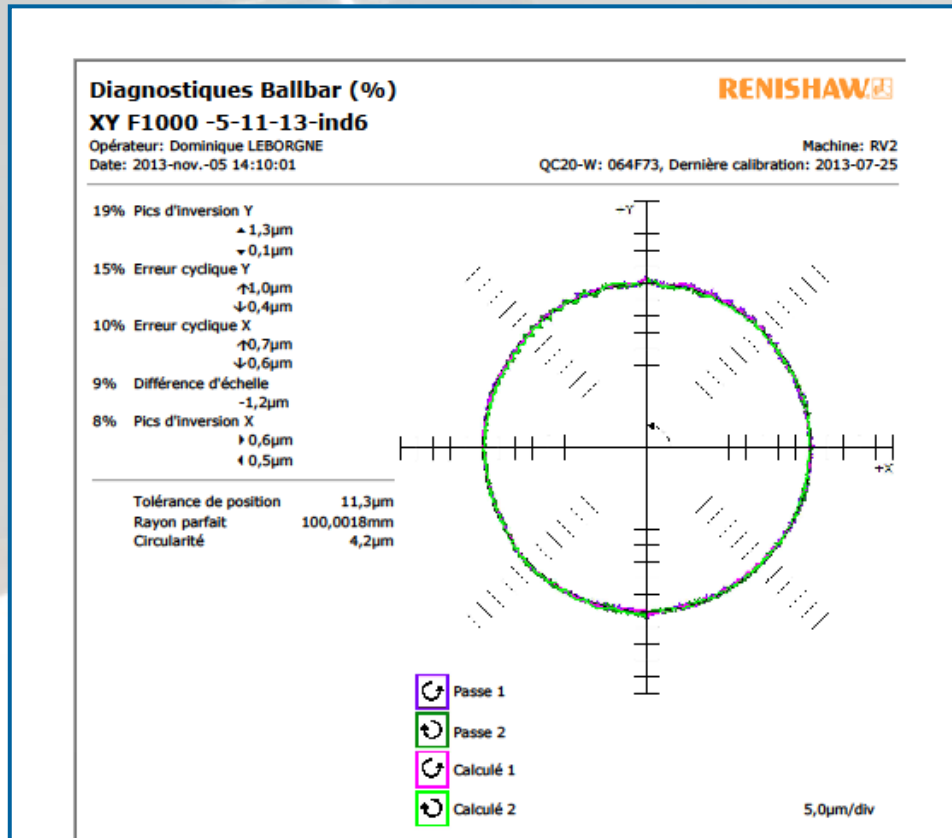 Diagnostiques Ballbar (%)
RENISHAW
XY F1000 -5-11-13-ind6
Opérateur: Dominique LEBORGNE
Machine: RV2
Date: 2013-nov.-05 14:10:01
QC20-W: 064F73, Dernière calibration: 2013-07-25
19% Pics d'inversion Y
▲ 1,3µm
▼ 0,1µm
15% Erreur cyclique Y
↑1,0µm
↓0,4µm
10% Erreur cyclique X
↑0,7µm
↓0,6µm
9% Différence d'échelle
-1,2µm
8% Pics d'inversion X
▶ 0,6µm
◀ 0,5µm
Tolérance de position 11,3µm
Rayon parfait 100,0018mm
Circularité 4,2µm
+Y
+X
Passe 1
Passe 2
Calculé 1
Calculé 2
5,0µm/div